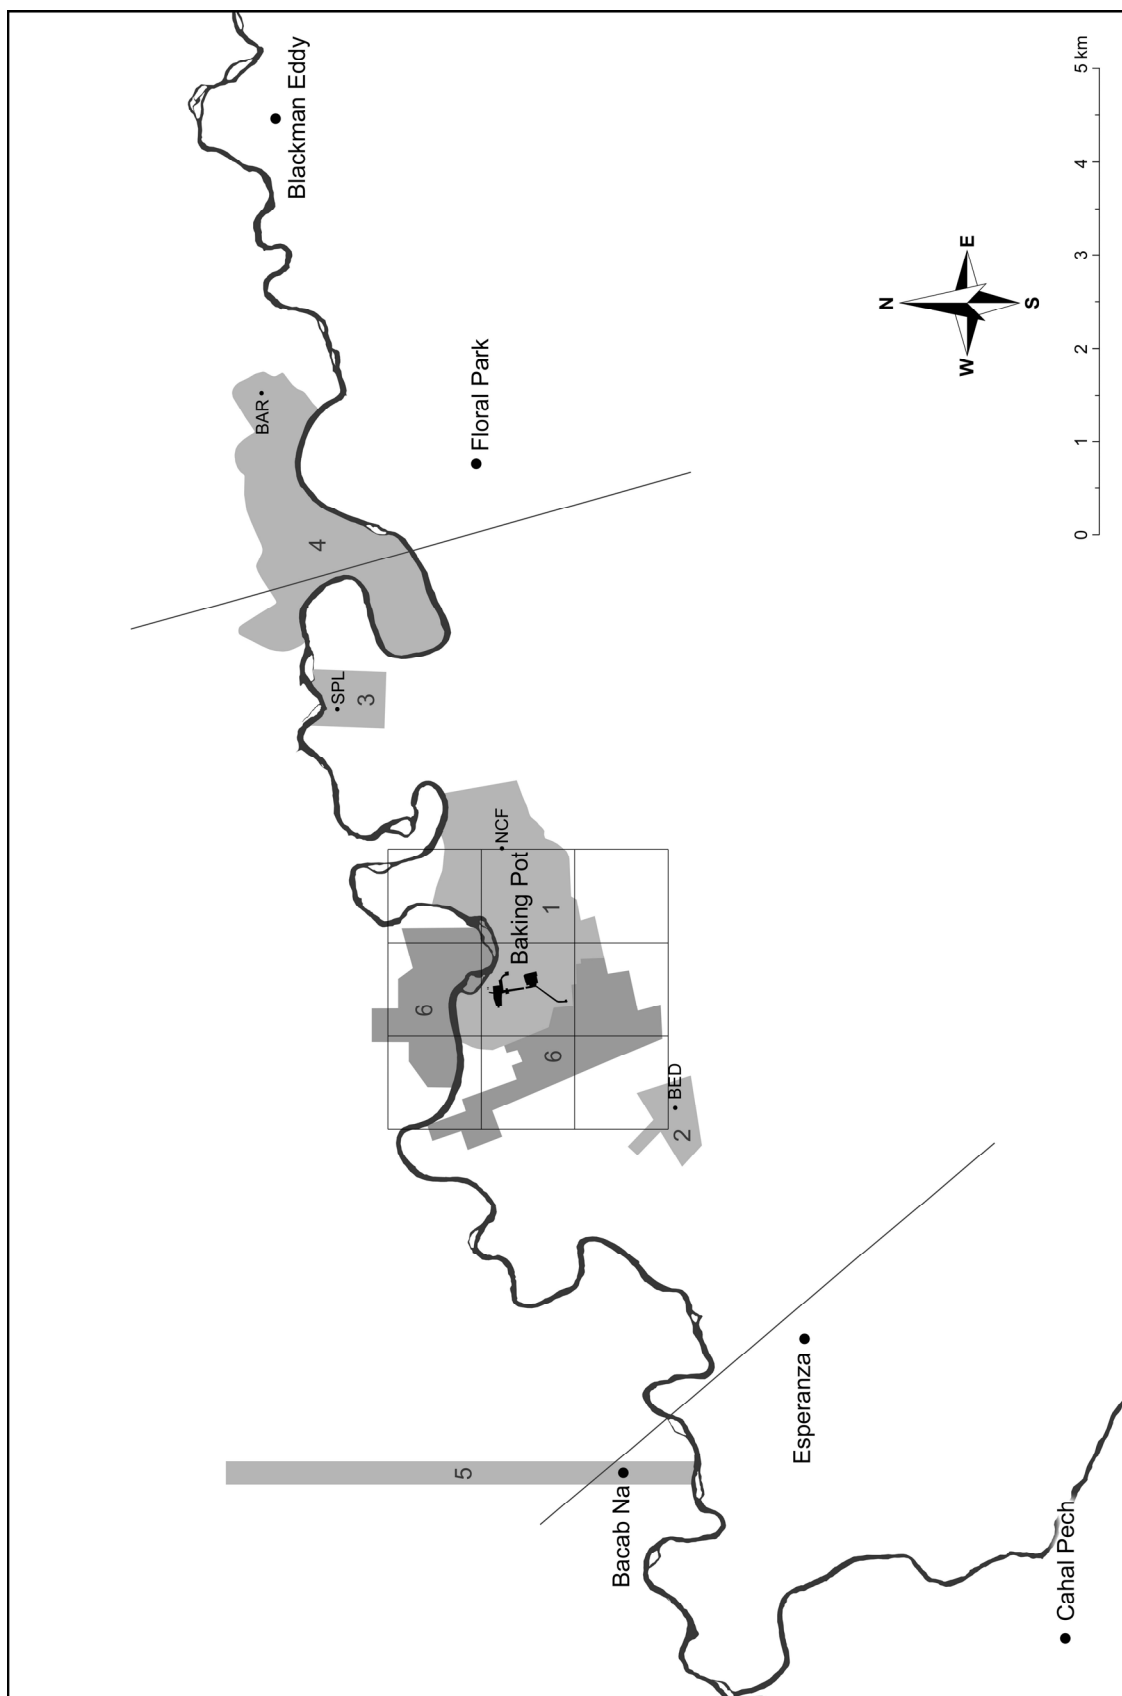 Blackman Eddy
BAR
Floral Park
4
SPL
3
NCF
Baking Pot
1
6
6
BED
2
Esperanza
5
Bacab Na
Cahal Pech
N
E
S
W
0 1 2 3 4 5 km